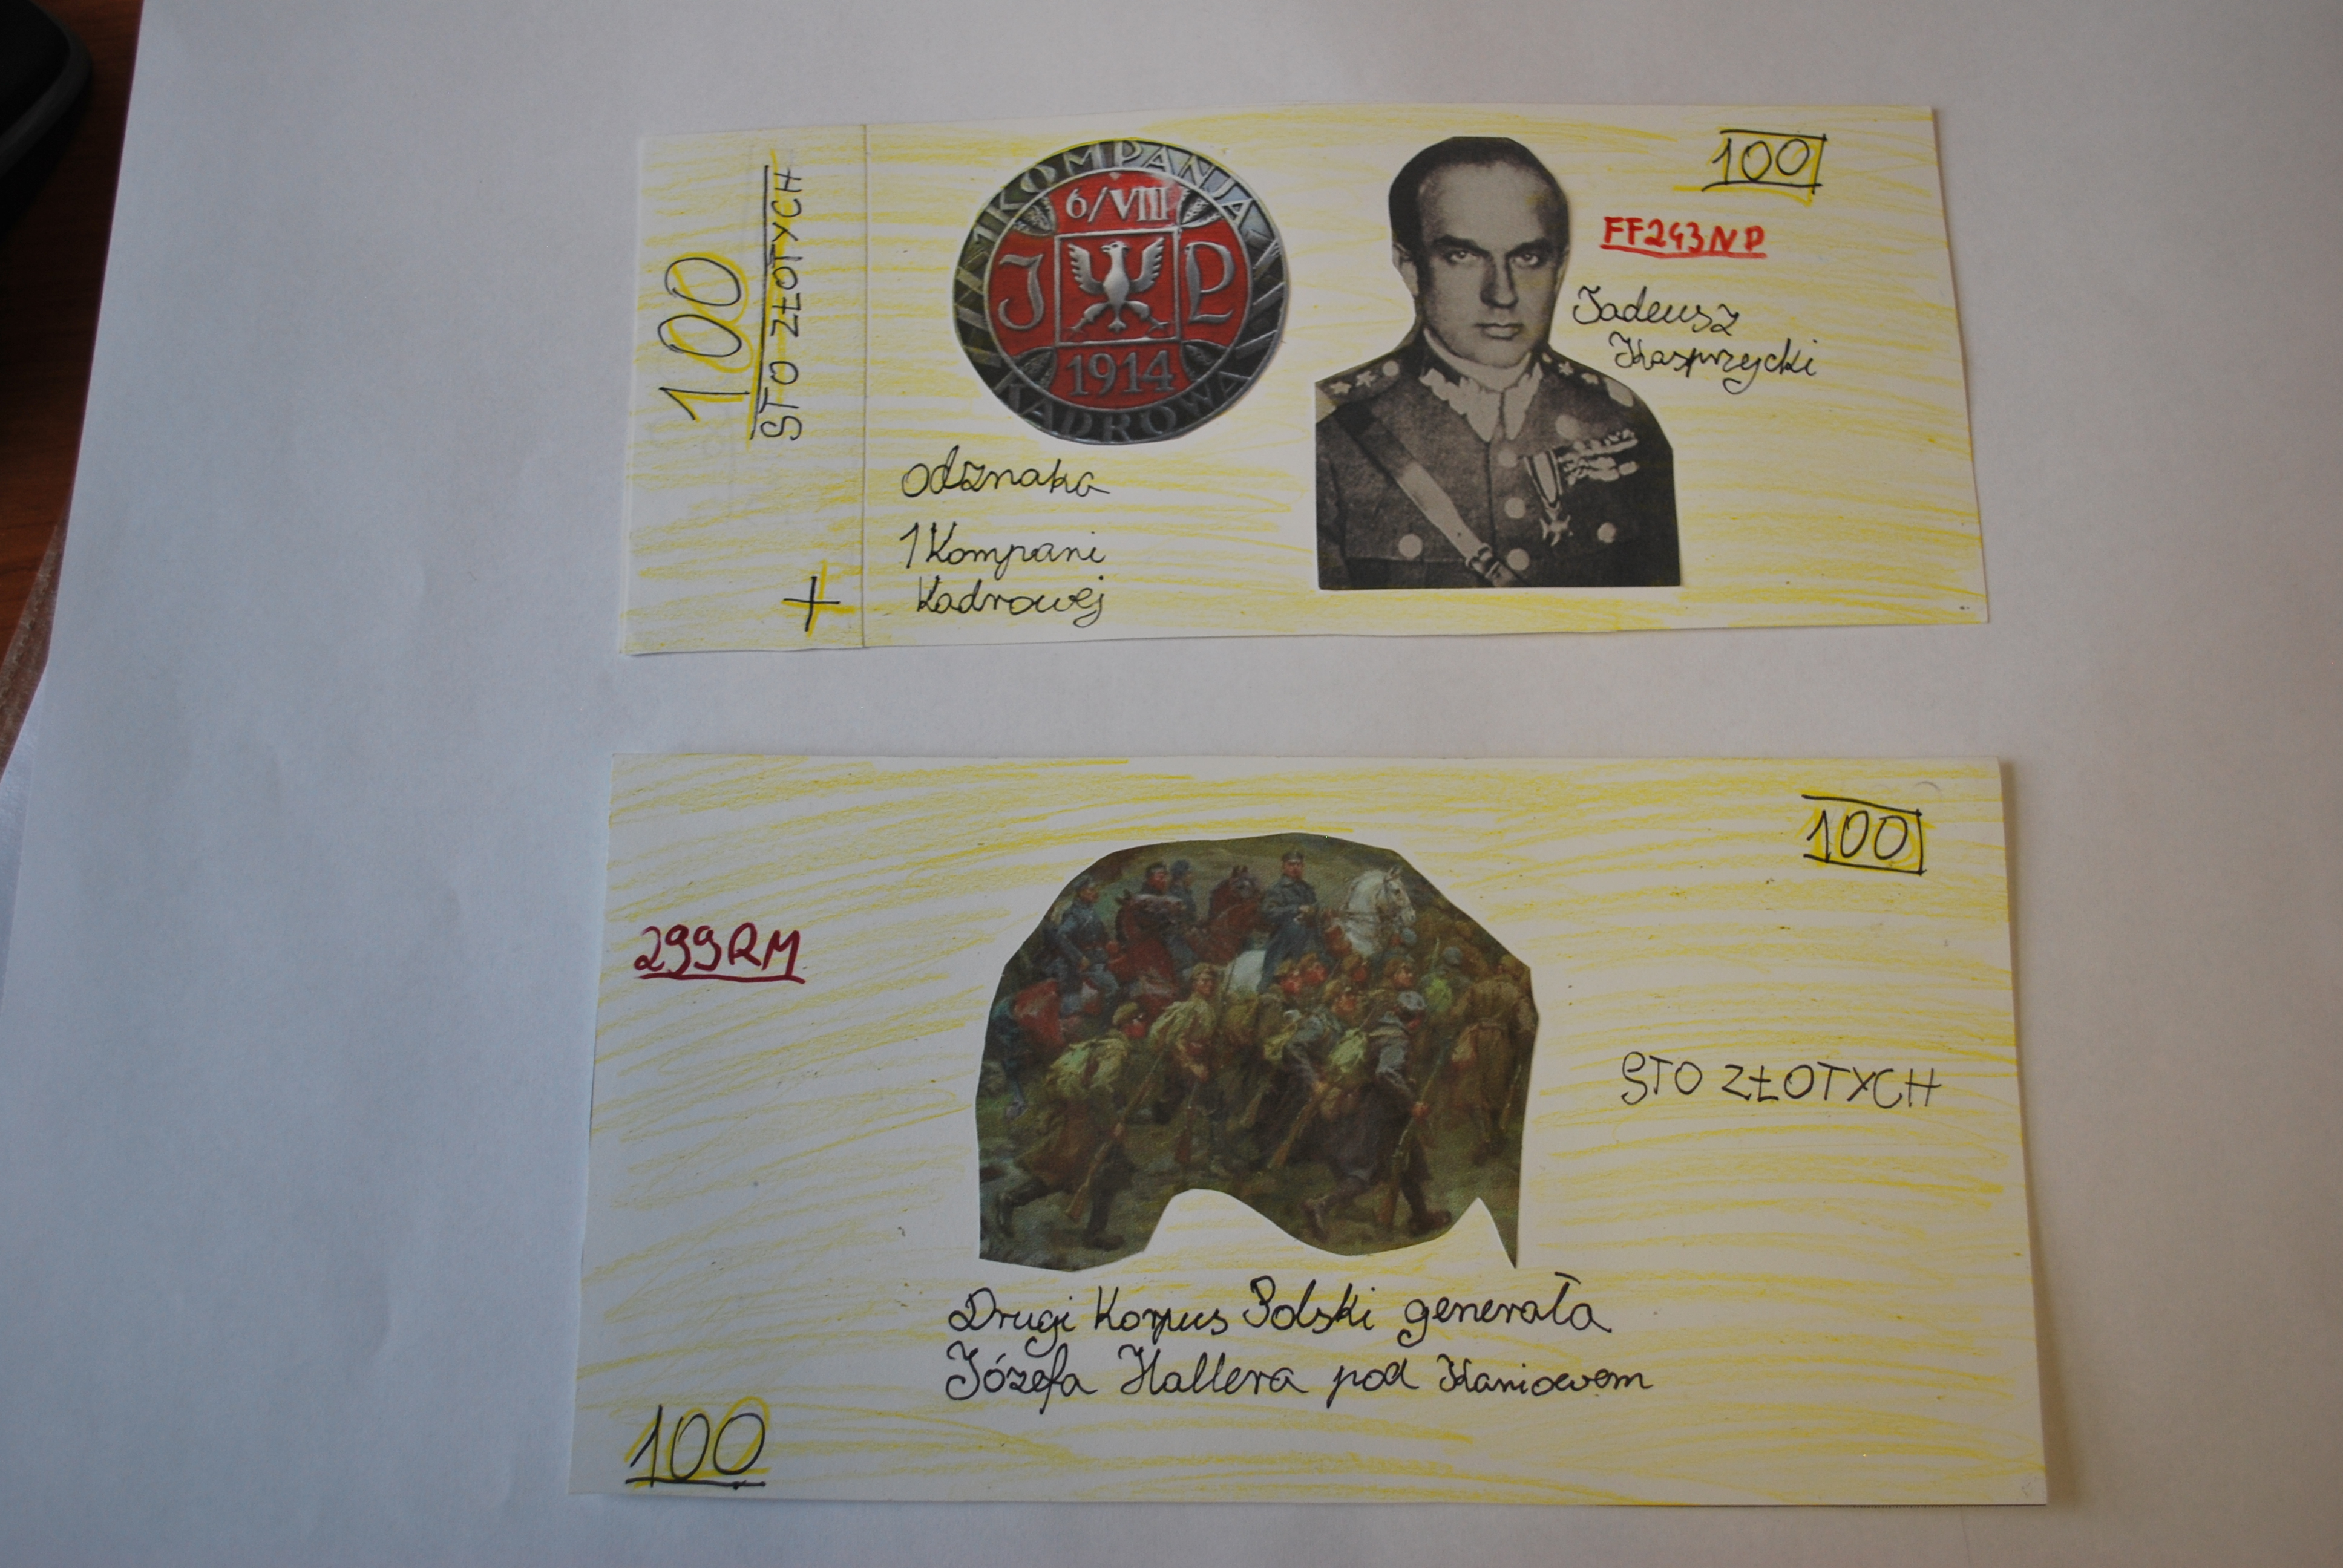 100
STO ZŁOTYCH
+
1 KOMPANJA
6/VIII
J P
1914
KADROWA
odznaka
1 Kompani
Kadrowej
100
FF243NP
Tadeusz
Kasprzycki
100
299RM
STO ZŁOTYCH
Drugi Korpus Polski generała
Józefa Hallera pod Kaniowem
100